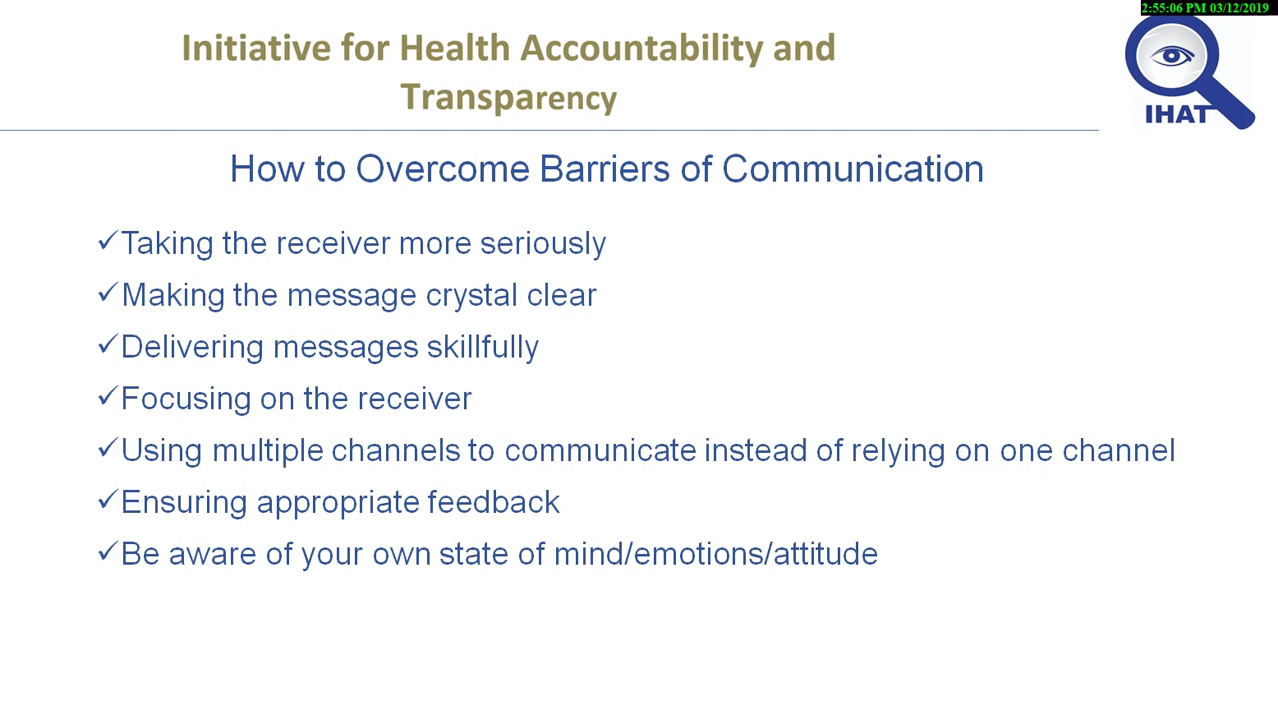 2:55:06 PM 03/12/2019
Initiative for Health Accountability and
Transparency
IHAT
How to Overcome Barriers of Communication
✓Taking the receiver more seriously
✓Making the message crystal clear
✓Delivering messages skillfully
✓Focusing on the receiver
✓Using multiple channels to communicate instead of relying on one channel
✓Ensuring appropriate feedback
✓Be aware of your own state of mind/emotions/attitude